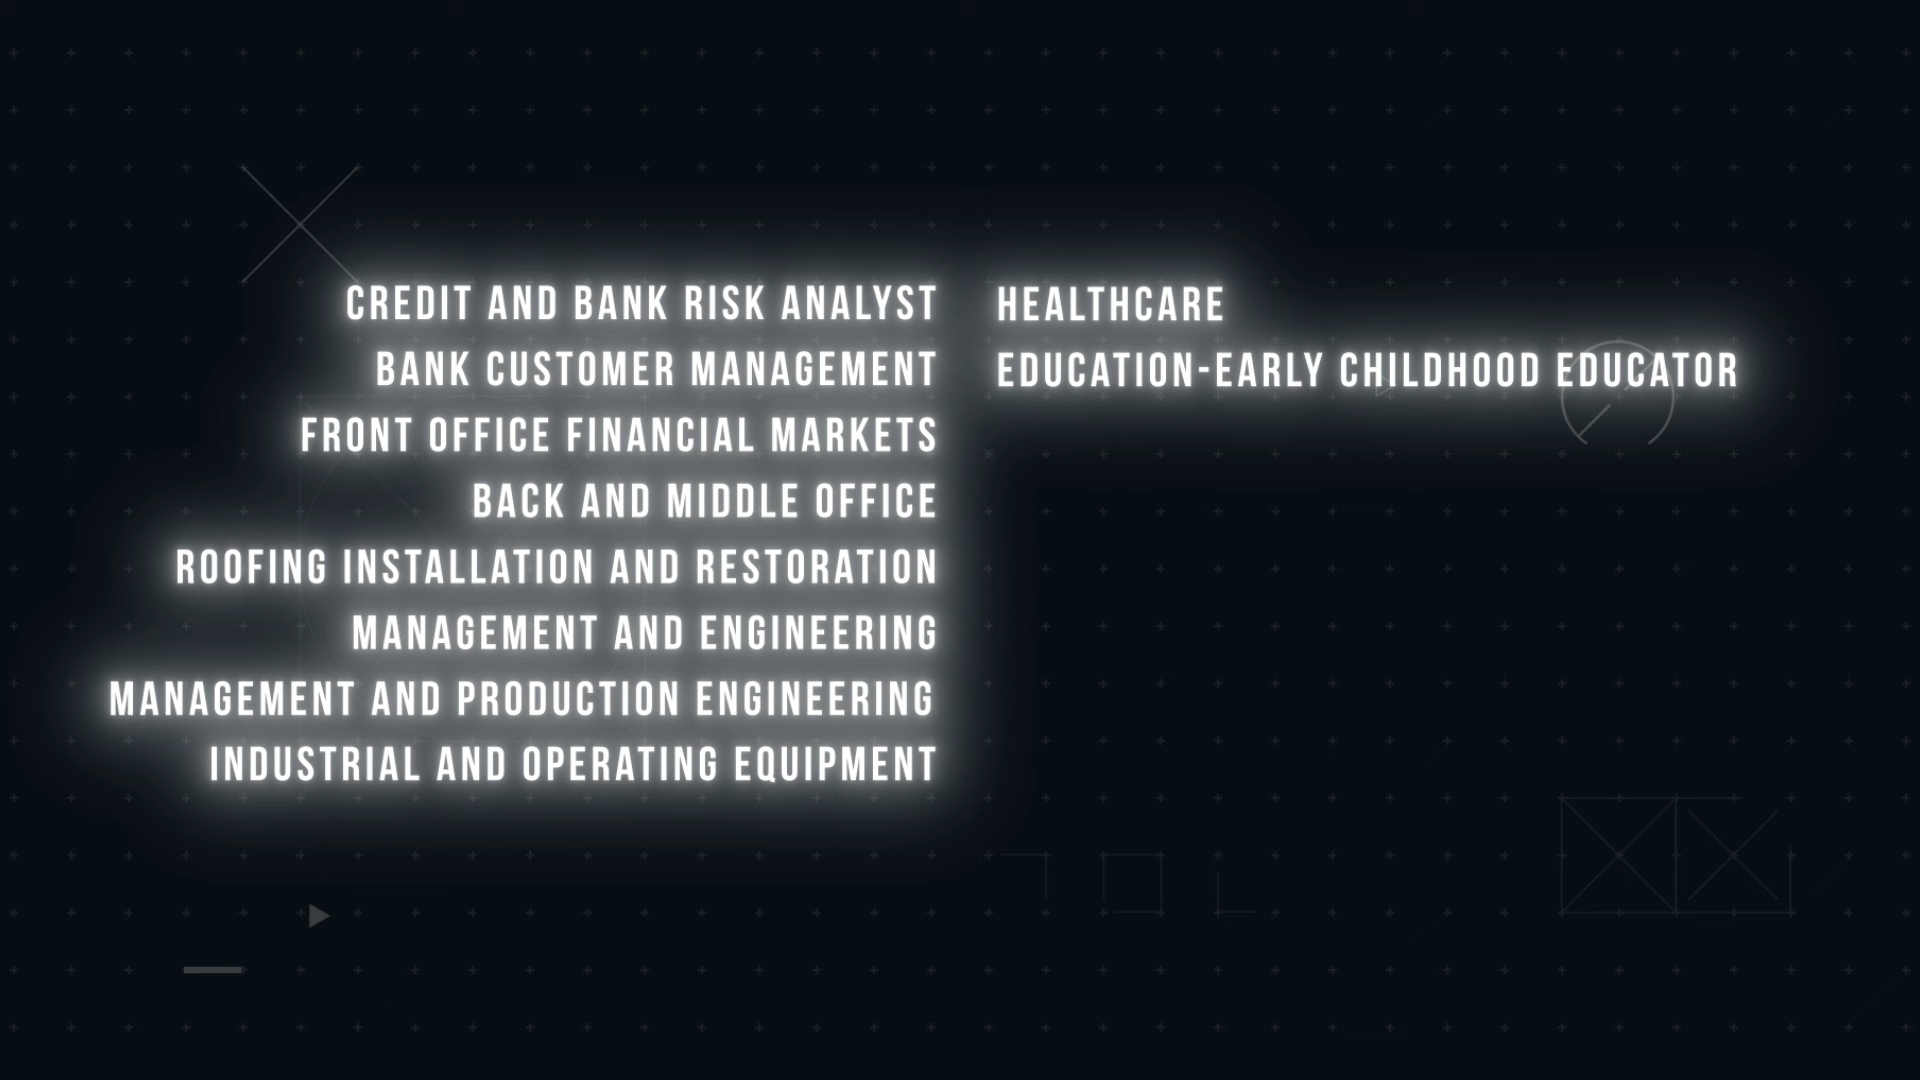 CREDIT AND BANK RISK ANALYST
BANK CUSTOMER MANAGEMENT
FRONT OFFICE FINANCIAL MARKETS
BACK AND MIDDLE OFFICE
ROOFING INSTALLATION AND RESTORATION
MANAGEMENT AND ENGINEERING
MANAGEMENT AND PRODUCTION ENGINEERING
INDUSTRIAL AND OPERATING EQUIPMENT
HEALTHCARE
EDUCATION-EARLY CHILDHOOD EDUCATOR